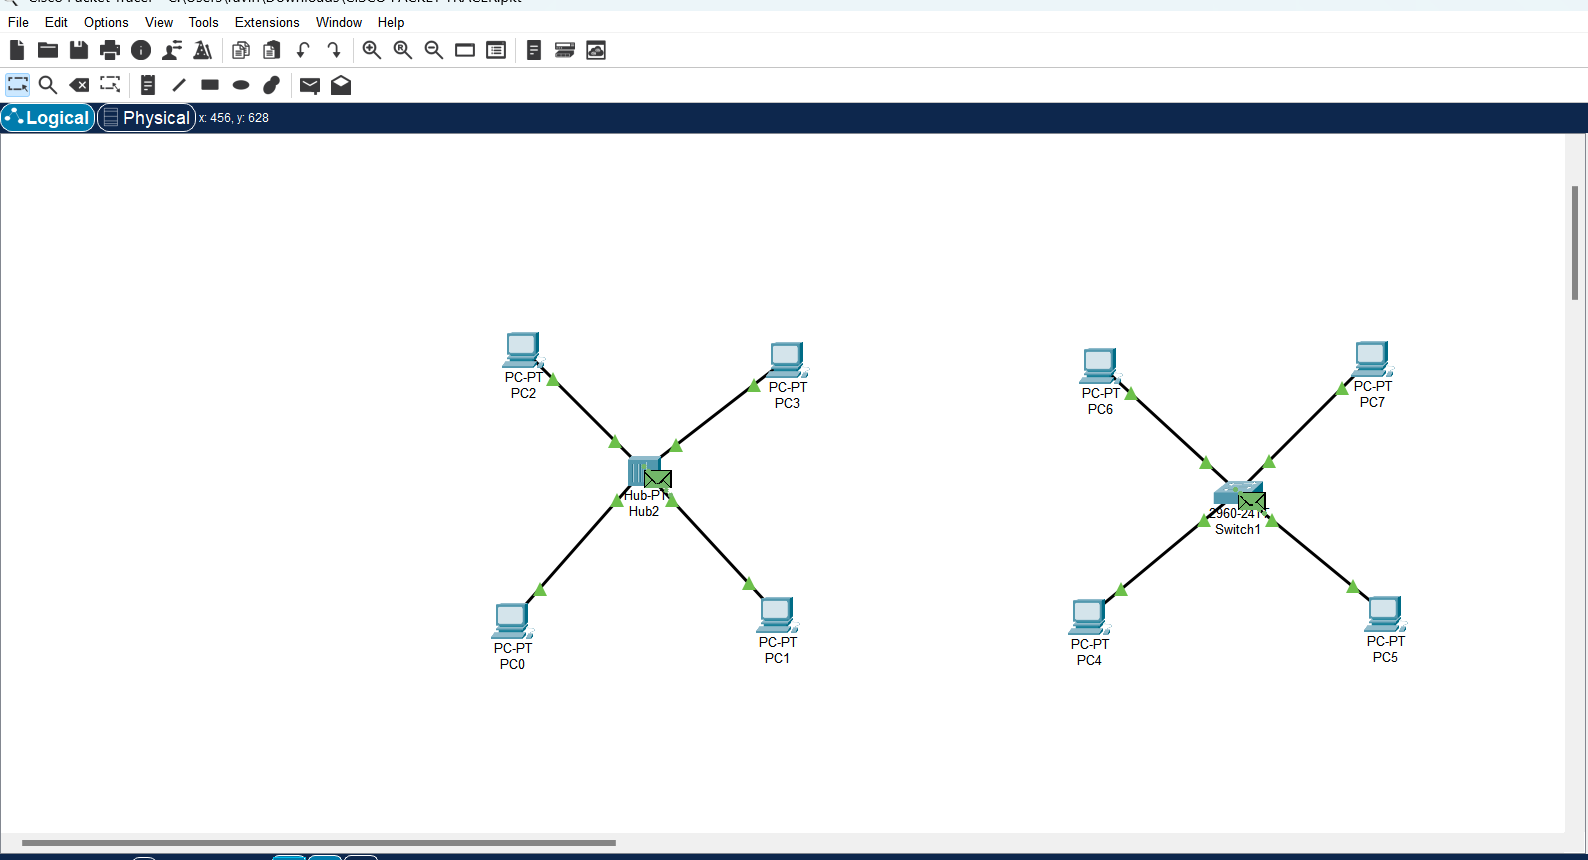 File Edit Options View Tools Extensions Window Help
Logical Physical x: 456, y: 628
PC-PT
PC2
PC-PT
PC3
PC-PT
PC6
PC-PT
PC7
Hub-PT
Hub2
Switch1
PC-PT
PC0
PC-PT
PC1
PC-PT
PC4
PC-PT
PC5